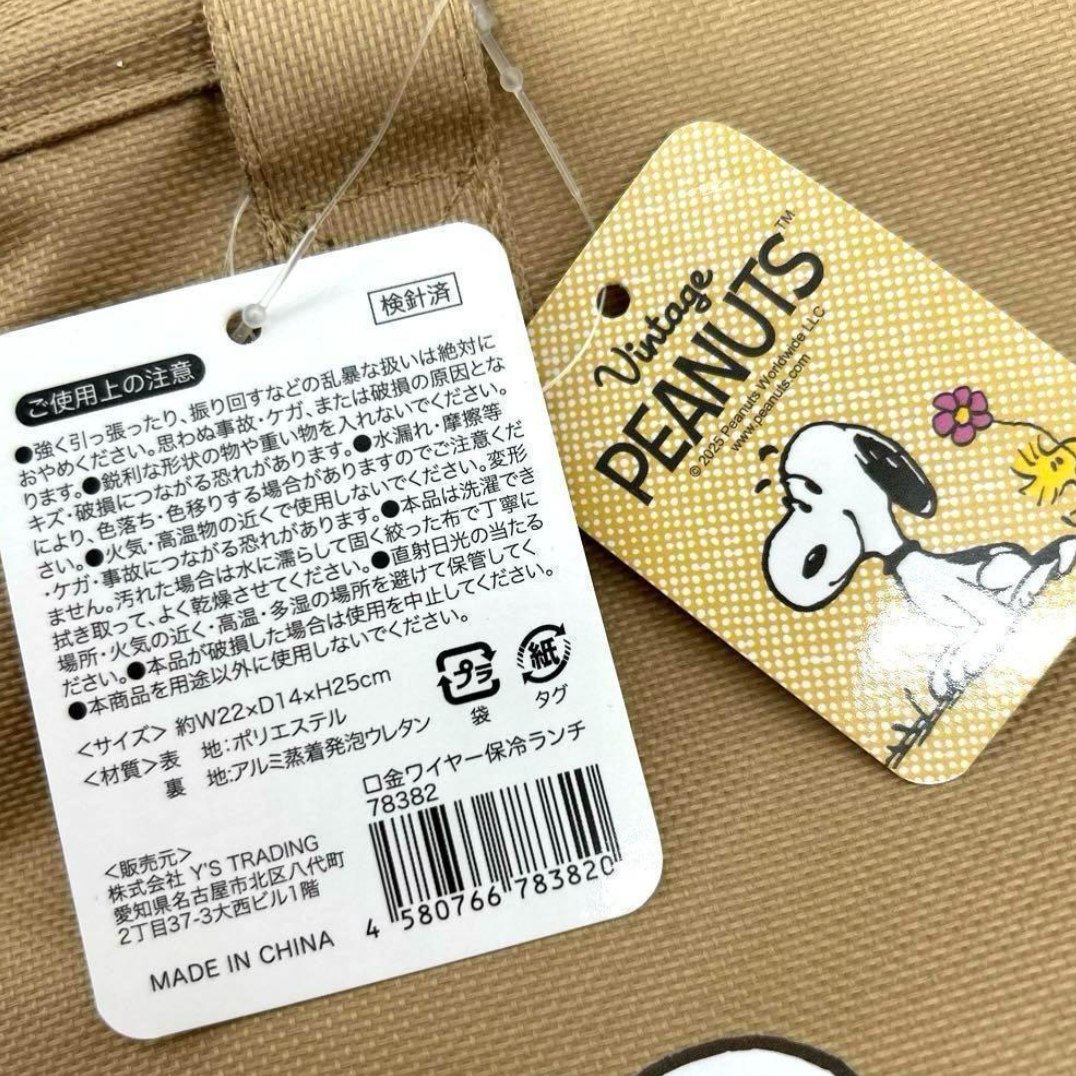 検針済
ご使用上の注意
●強く引っ張ったり、振り回すなどの乱暴な扱いは絶対に
おやめください。思わぬ事故・ケガ、または破損の原因とな
ります。●鋭利な形状の物や重い物を入れないでください。
キズ・破損につながる恐れがあります。●水漏れ・摩擦等
により、色落ち・色移りする場合がありますのでご注意くだ
さい。●火気・高温物の近くで使用しないでください。変形
・ケガ・事故につながる恐れがあります。●本品は洗濯でき
ません。汚れた場合は水に濡らして固く絞った布で丁寧に
拭き取って、よく乾燥させてください。●直射日光の当たる
場所・火気の近く・高温・多湿の場所を避けて保管してく
ださい。●本品が破損した場合は使用を中止してください。
●本商品を用途以外に使用しないでください。
<サイズ> 約W22×D14×H25cm
<材質>表 地:ポリエステル
裏 地:アルミ蒸着発泡ウレタン
プラ
袋
紙
タグ
口金ワイヤー保冷ランチ
78382
4 580766 783820
<販売元>
株式会社 Y'S TRADING
愛知県名古屋市北区八代町
2丁目37-3大西ビル1階
MADE IN CHINA
Vintage
PEANUTS™
© 2025 Peanuts Worldwide LLC
www.peanuts.com